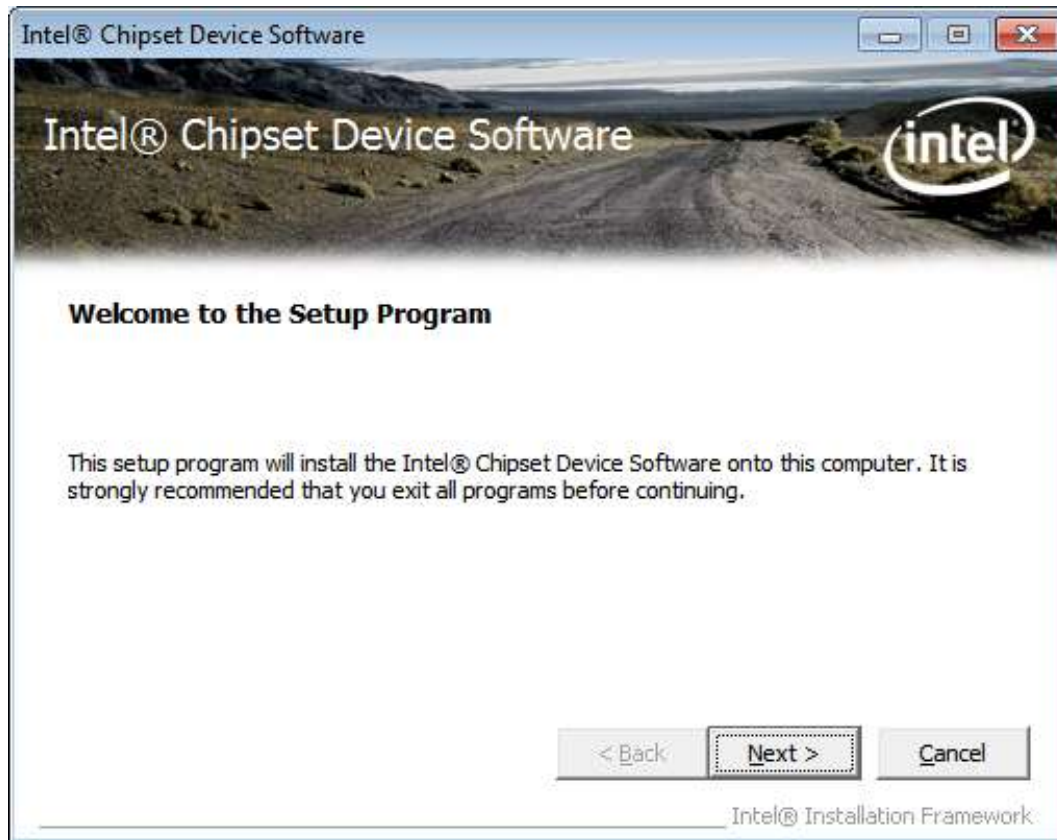 Intel® Chipset Device Software
Intel® Chipset Device Software
intel
Welcome to the Setup Program
This setup program will install the Intel® Chipset Device Software onto this computer. It is
strongly recommended that you exit all programs before continuing.
< Back Next > Cancel
Intel® Installation Framework